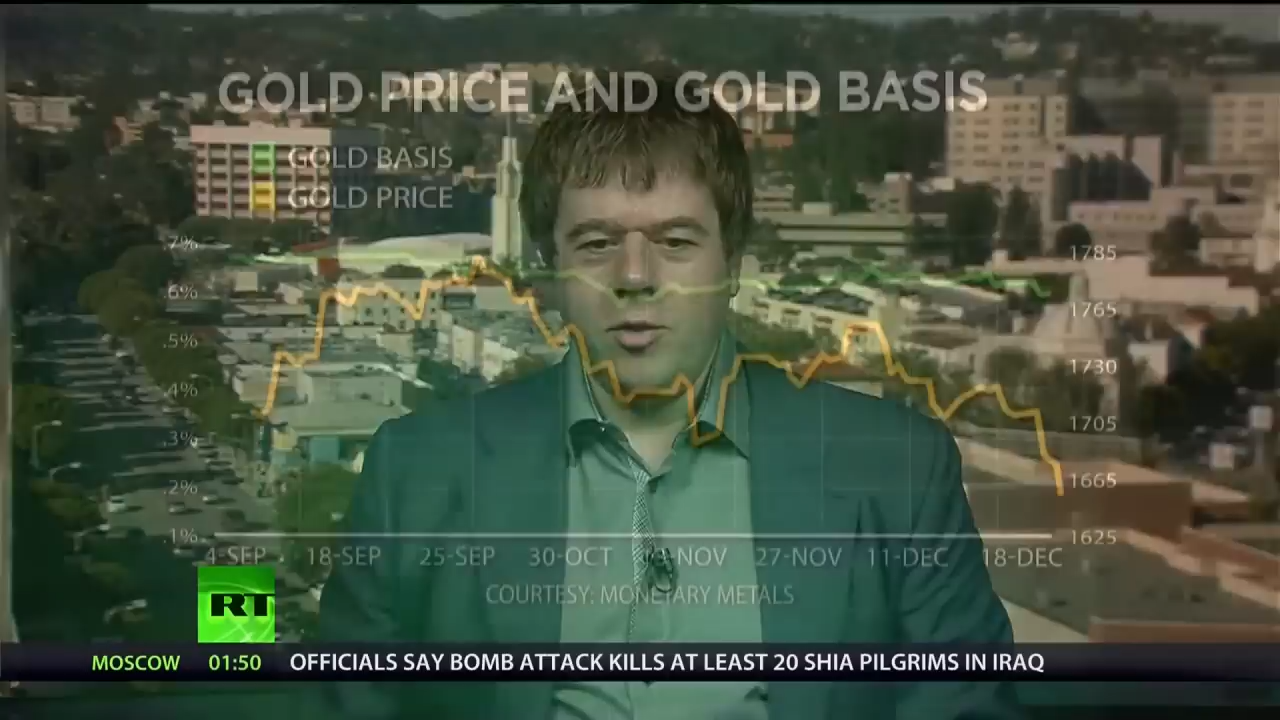 GOLD PRICE AND GOLD BASIS
GOLD BASIS
GOLD PRICE
.7%
.6%
.5%
.4%
.3%
.2%
.1%
1785
1765
1730
1705
1665
1625
4-SEP 18-SEP 25-SEP 30-OCT NOV 27-NOV 11-DEC 18-DEC
COURTESY: MONETARY METALS
RT
MOSCOW 01:50 OFFICIALS SAY BOMB ATTACK KILLS AT LEAST 20 SHIA PILGRIMS IN IRAQ